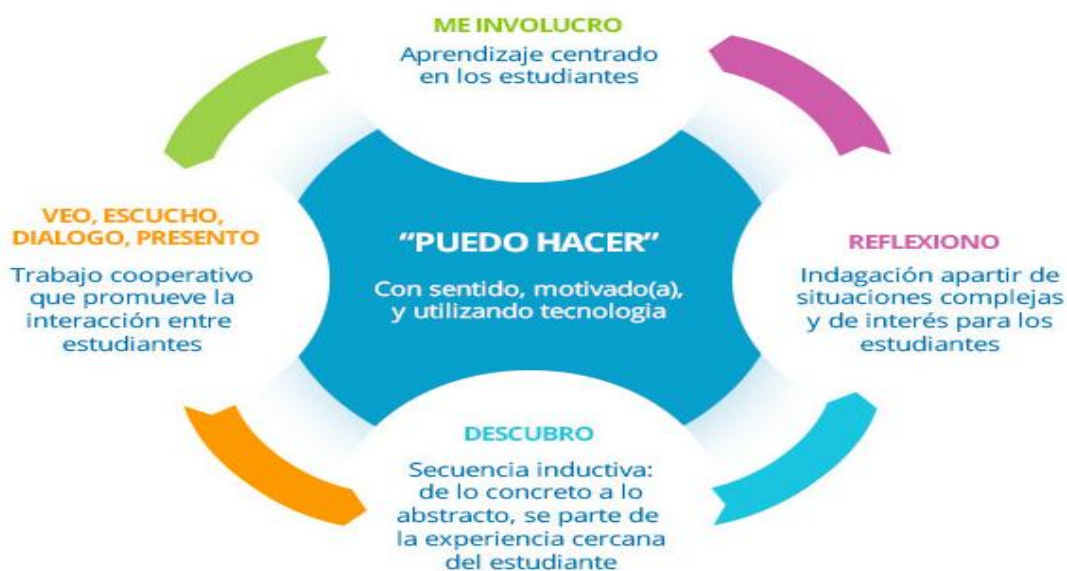 ME INVOLUCRO
Aprendizaje centrado
en los estudiantes
VEO, ESCUCHO,
DIALOGO, PRESENTO
Trabajo cooperativo
que promueve la
interacción entre
estudiantes
“PUEDO HACER”
Con sentido, motivado(a),
y utilizando tecnologia
REFLEXIONO
Indagación apartir de
situaciones complejas
y de interés para los
estudiantes
DESCUBRO
Secuencia inductiva:
de lo concreto a lo
abstracto, se parte de
la experiencia cercana
del estudiante